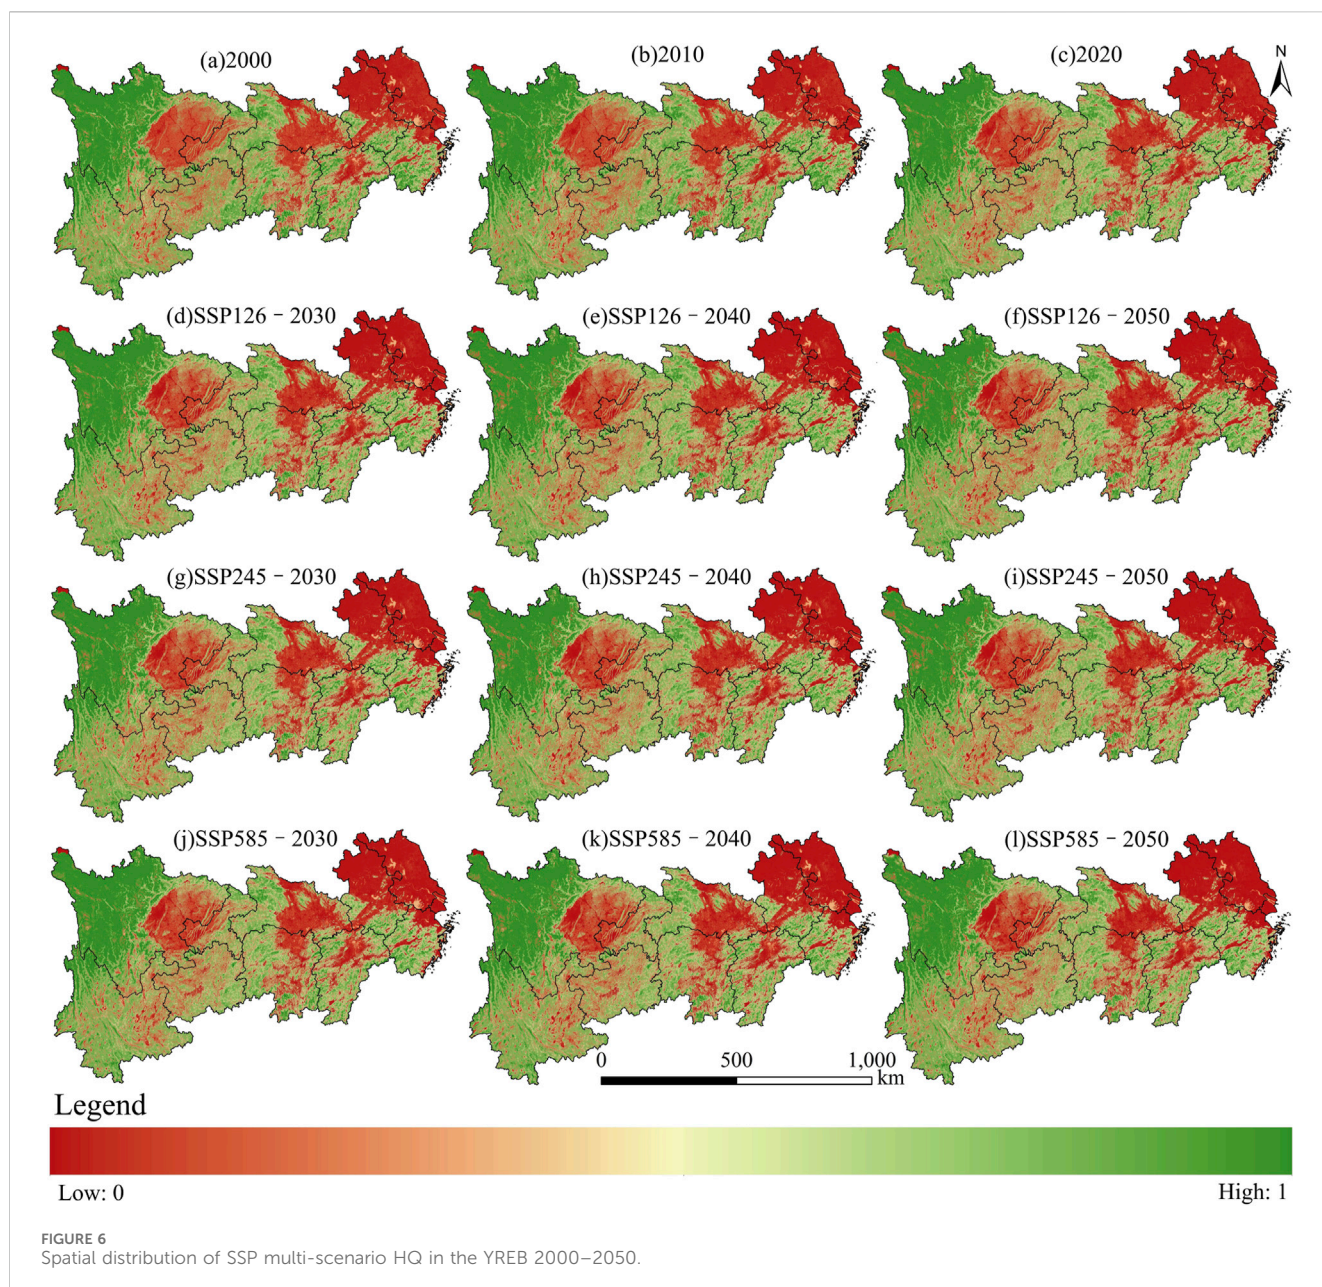 (a)2000
(b)2010
(c)2020
N
(d)SSP126－2030
(e)SSP126－2040
(f)SSP126－2050
(g)SSP245－2030
(h)SSP245－2040
(i)SSP245－2050
(j)SSP585－2030
(k)SSP585－2040
(l)SSP585－2050
0 500 1,000
km
Legend
Low: 0
High: 1
FIGURE 6
Spatial distribution of SSP multi-scenario HQ in the YREB 2000–2050.